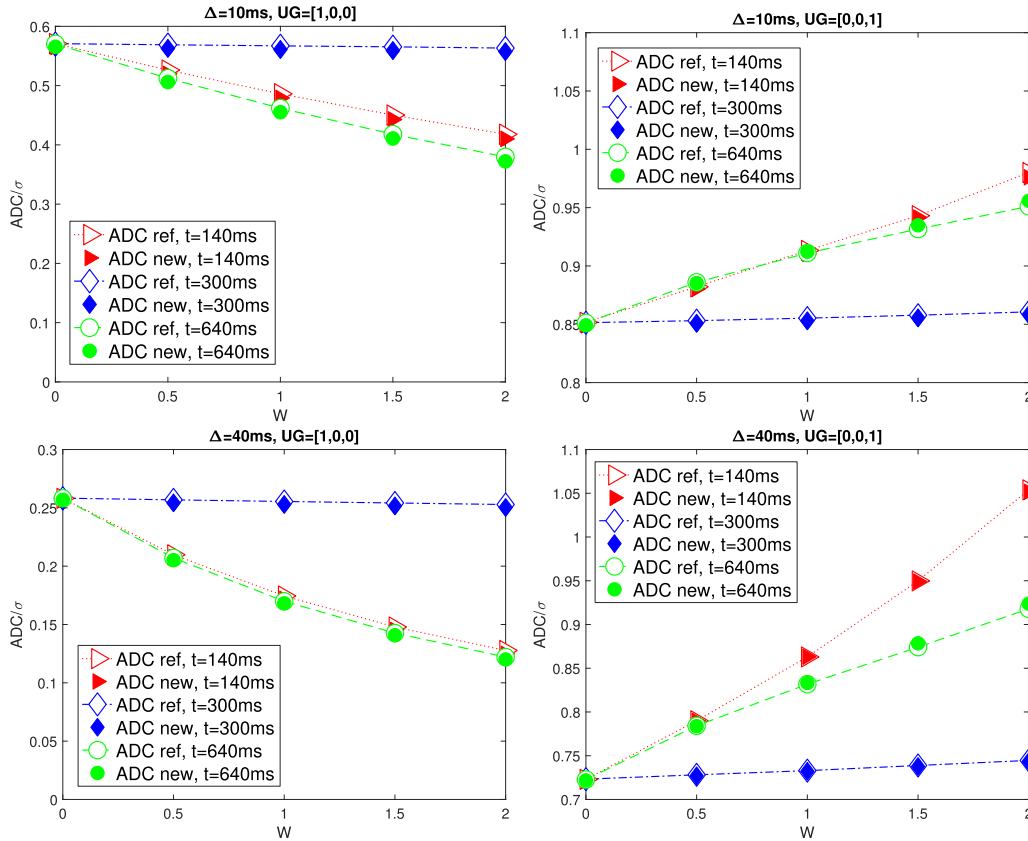 Δ=10ms, UG=[1,0,0]
0.6
0.5
0.4
0.3
0.2
0.1
0
ADC/σ
ADC ref, t=140ms
ADC new, t=140ms
ADC ref, t=300ms
ADC new, t=300ms
ADC ref, t=640ms
ADC new, t=640ms
0 0.5 1 1.5 2
W
Δ=10ms, UG=[0,0,1]
1.1
1.05
1
0.95
0.9
0.85
0.8
ADC/σ
ADC ref, t=140ms
ADC new, t=140ms
ADC ref, t=300ms
ADC new, t=300ms
ADC ref, t=640ms
ADC new, t=640ms
0 0.5 1 1.5 2
W
Δ=40ms, UG=[1,0,0]
0.3
0.25
0.2
0.15
0.1
0.05
0
ADC/σ
ADC ref, t=140ms
ADC new, t=140ms
ADC ref, t=300ms
ADC new, t=300ms
ADC ref, t=640ms
ADC new, t=640ms
0 0.5 1 1.5 2
W
Δ=40ms, UG=[0,0,1]
1.1
1.05
1
0.95
0.9
0.85
0.8
0.75
0.7
ADC/σ
ADC ref, t=140ms
ADC new, t=140ms
ADC ref, t=300ms
ADC new, t=300ms
ADC ref, t=640ms
ADC new, t=640ms
0 0.5 1 1.5 2
W